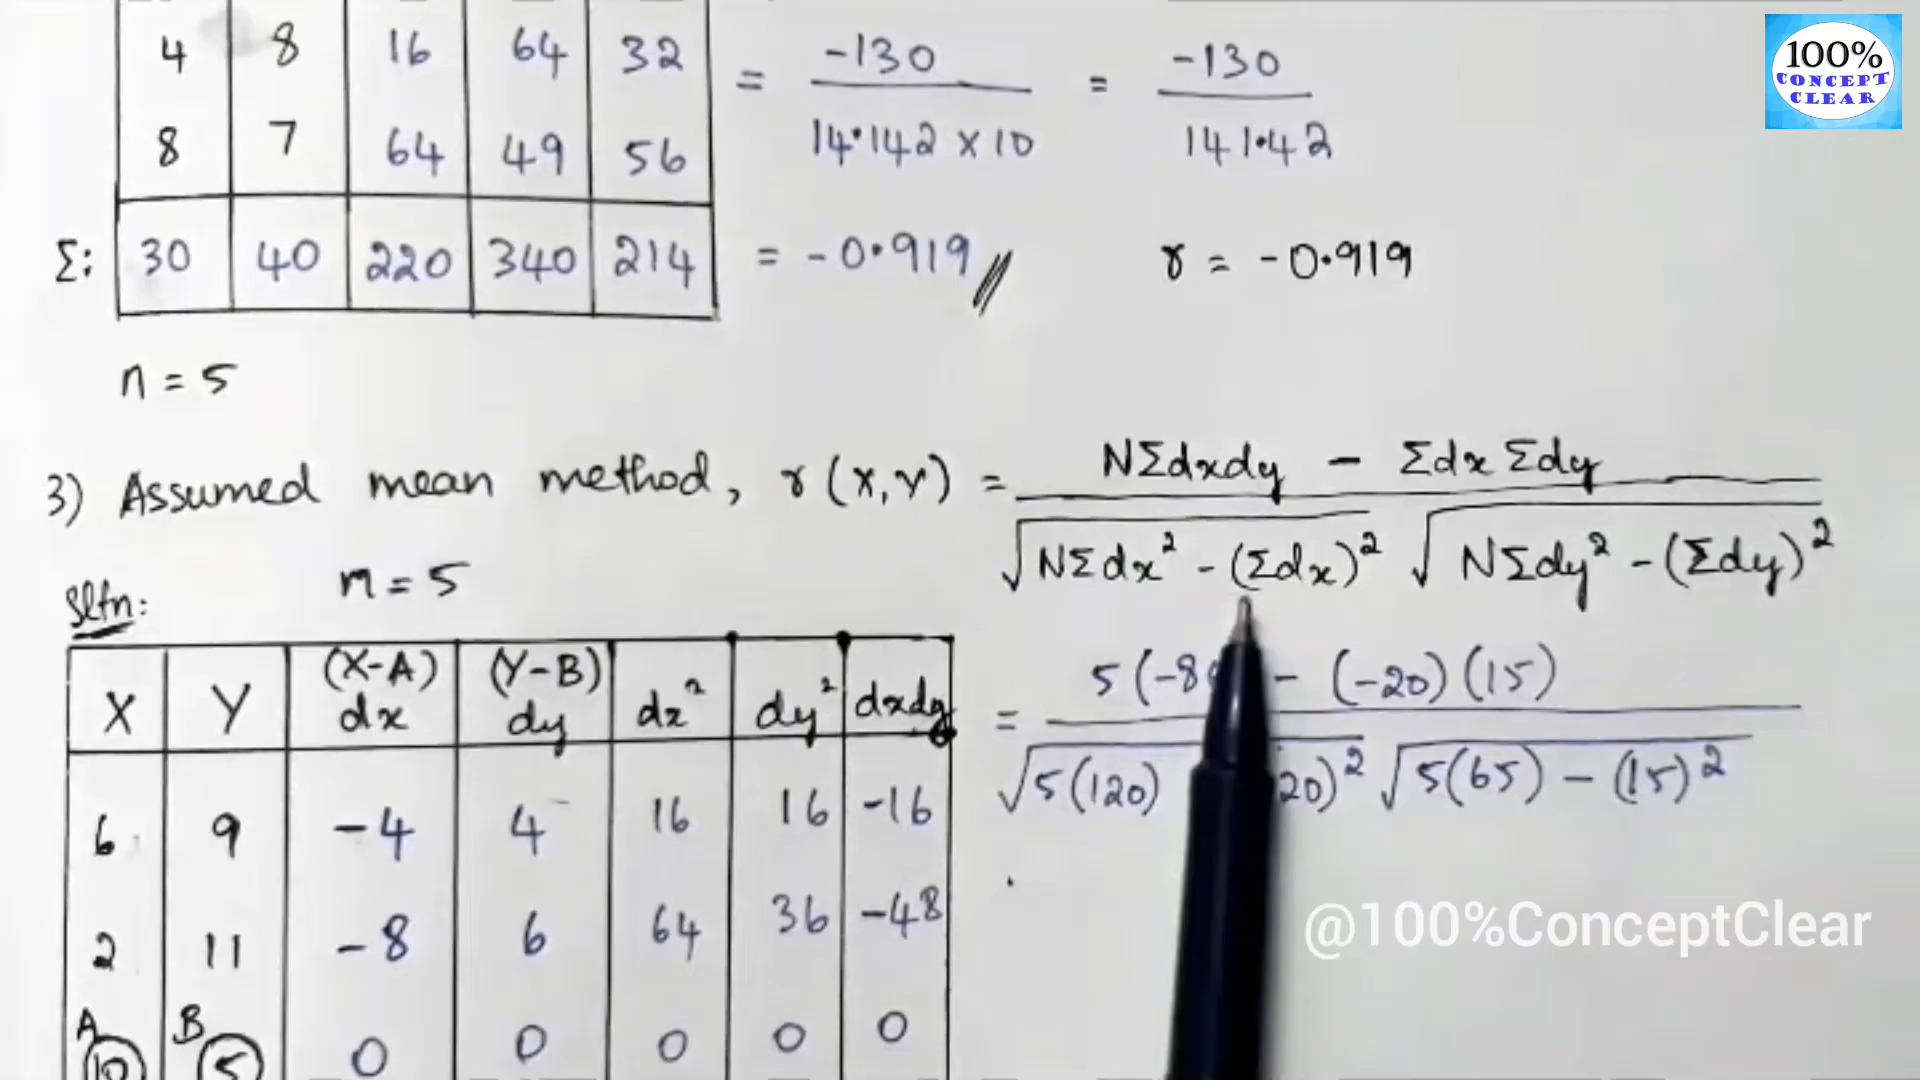 100%
CONCEPT
CLEAR
4 8 16 64 32
8 7 64 49 56
Σ: 30 40 220 340 214
= -130 / 14.142 × 10 = -130 / 141.42
= -0.919 r = -0.919
n = 5
3) Assumed mean method, r(X,Y) = NΣdxdy - Σdx Σdy / √NΣdx² - (Σdx)² √NΣdy² - (Σdy)²
Sltn: n = 5
X Y (X-A) dx (Y-B) dy dx² dy² dxdy
6 9 -4 4 16 16 -16
2 11 -8 6 64 36 -48
A 10 B 5 0 0 0 0 0
= 5(-8 - (-20)(15) / √5(120) 20)² √5(65) - (15)²
@100%ConceptClear